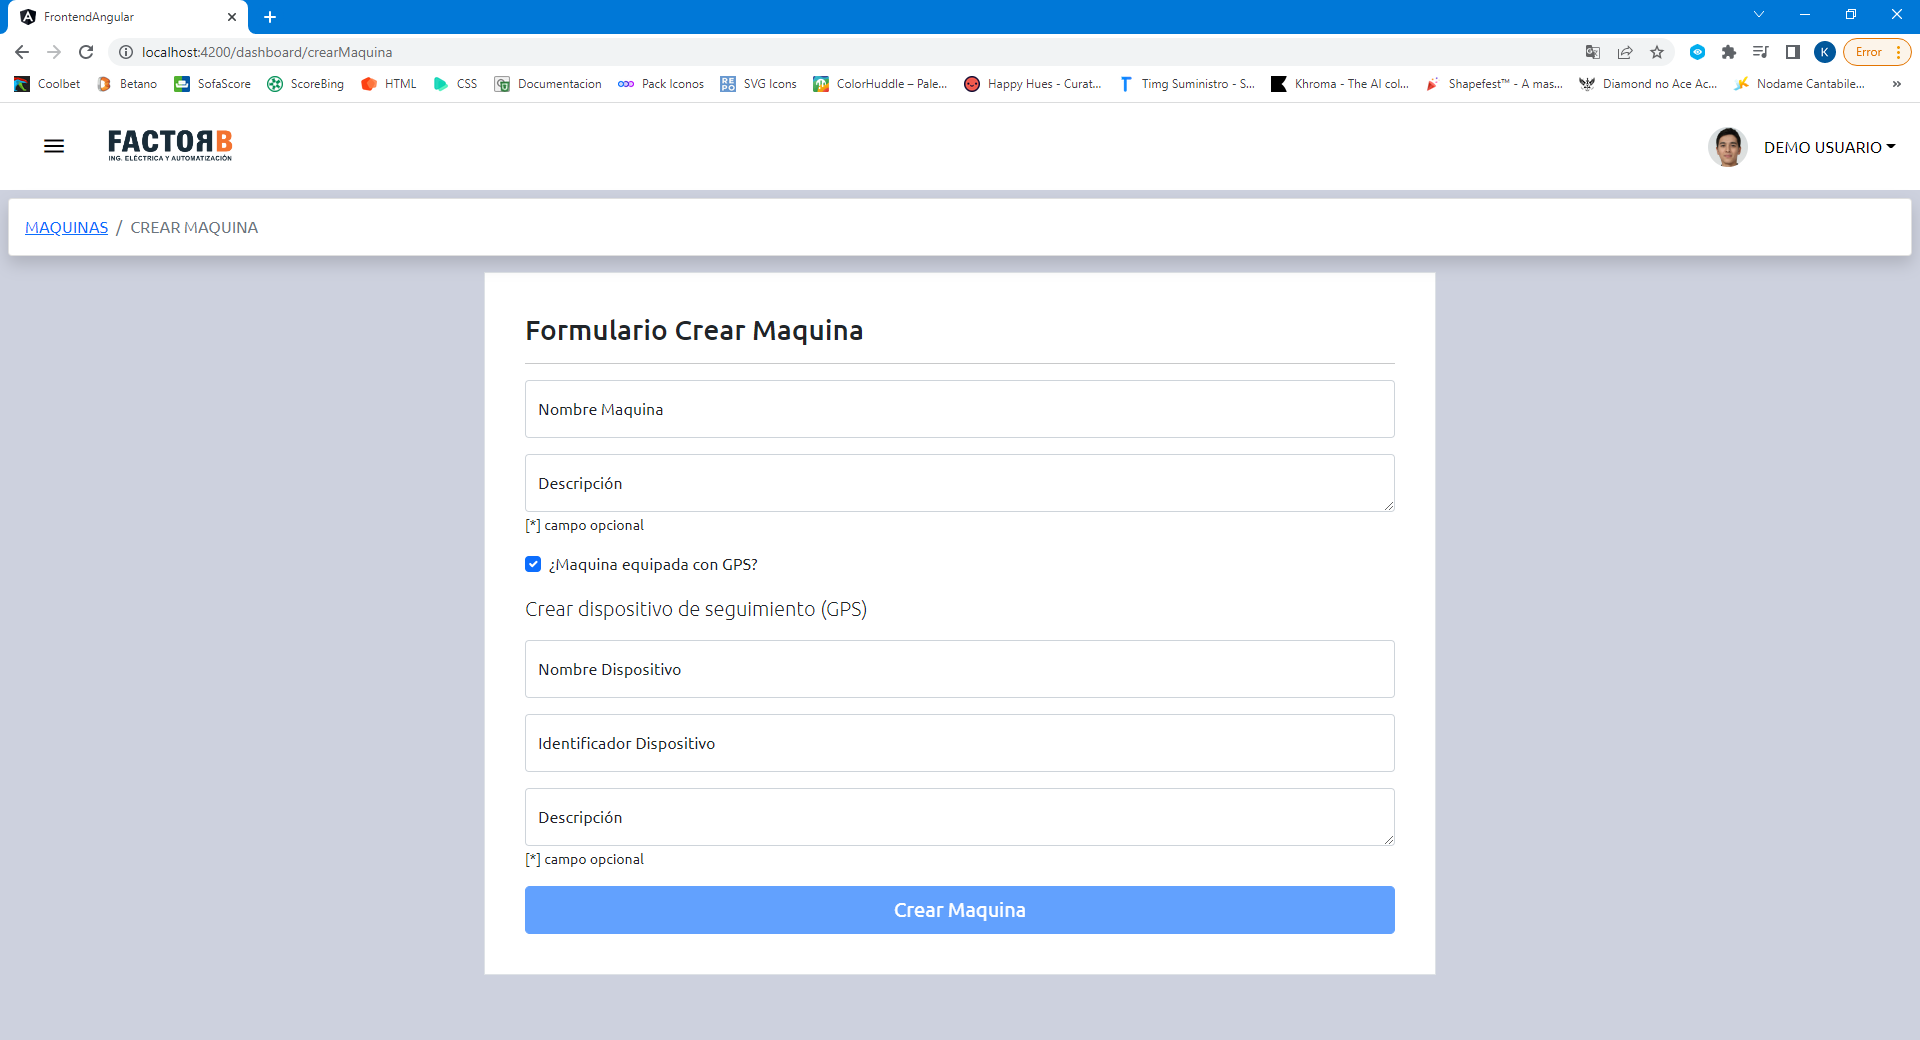 FrontendAngular
localhost:4200/dashboard/crearMaquina
K
Error
Coolbet
Betano
SofaScore
ScoreBing
HTML
CSS
Documentacion
Pack Iconos
SVG Icons
ColorHuddle – Pale...
Happy Hues - Curat...
Timg Suministro - S...
Khroma - The AI col...
Shapefest™ - A mas...
Diamond no Ace Ac...
Nodame Cantabile...
»
FACTOЯB
ING. ELÉCTRICA Y AUTOMATIZACIÓN
DEMO USUARIO
MAQUINAS / CREAR MAQUINA
Formulario Crear Maquina
Nombre Maquina
Descripción
[*] campo opcional
¿Maquina equipada con GPS?
Crear dispositivo de seguimiento (GPS)
Nombre Dispositivo
Identificador Dispositivo
Descripción
[*] campo opcional
Crear Maquina